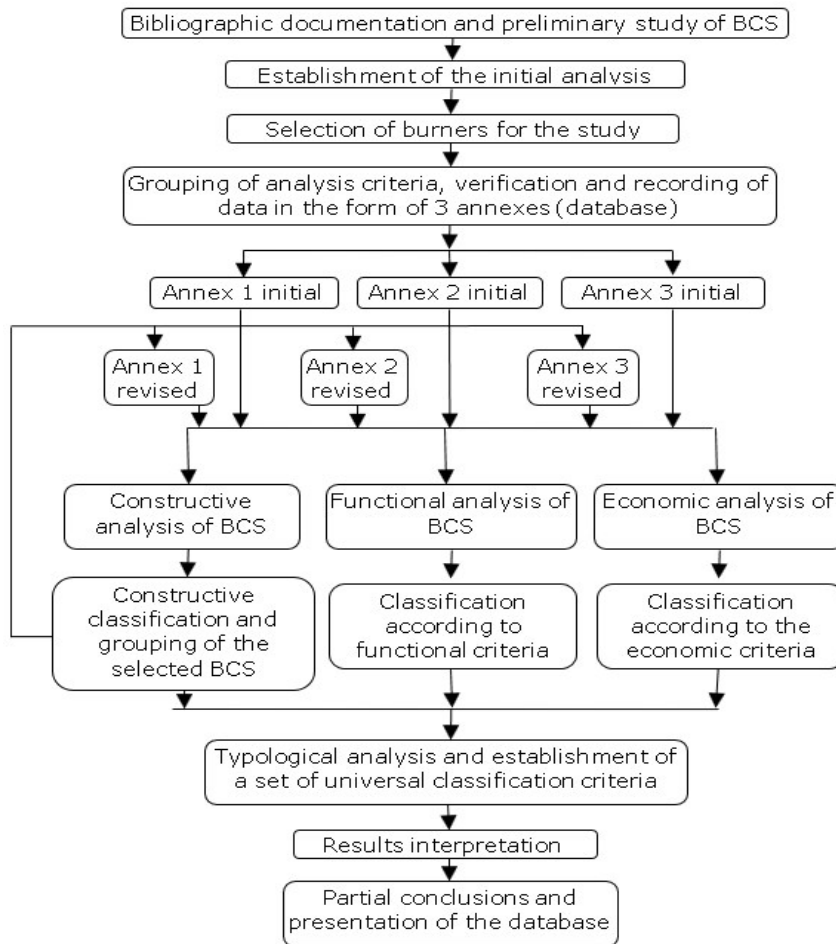 Bibliographic documentation and preliminary study of BCS
Establishment of the initial analysis
Selection of burners for the study
Grouping of analysis criteria, verification and recording of
data in the form of 3 annexes (database)
Annex 1 initial
Annex 2 initial
Annex 3 initial
Annex 1
revised
Annex 2
revised
Annex 3
revised
Constructive
analysis of BCS
Functional analysis of
BCS
Economic analysis of
BCS
Constructive
classification and
grouping of the
selected BCS
Classification
according to
functional criteria
Classification
according to the
economic criteria
Typological analysis and establishment of
a set of universal classification criteria
Results interpretation
Partial conclusions and
presentation of the database